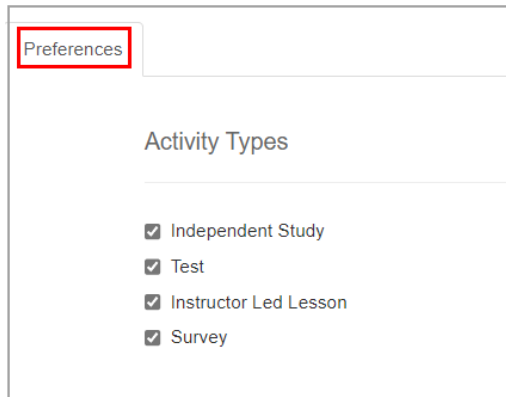 Preferences
Activity Types
Independent Study
Test
Instructor Led Lesson
Survey